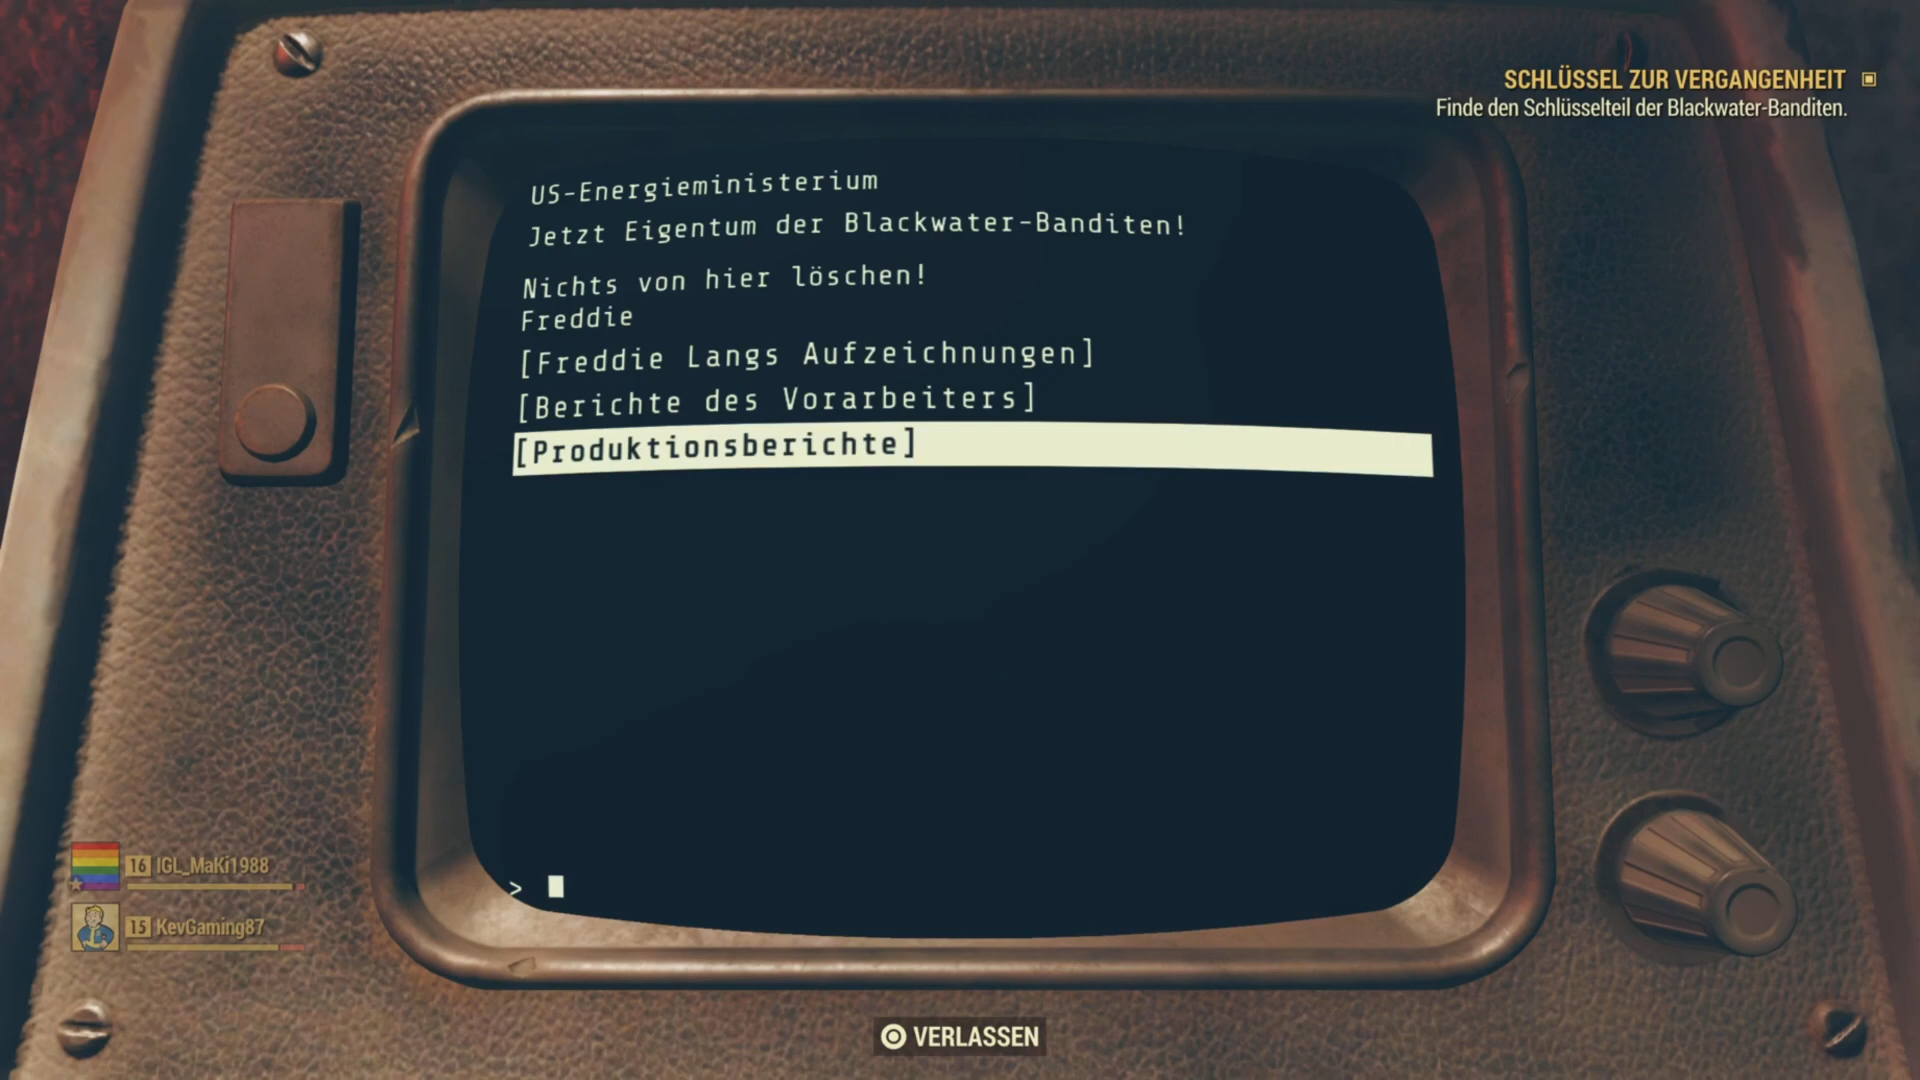 SCHLÜSSEL ZUR VERGANGENHEIT
Finde den Schlüsselteil der Blackwater-Banditen.
US-Energieministerium
Jetzt Eigentum der Blackwater-Banditen!
Nichts von hier löschen!
Freddie
[Freddie Langs Aufzeichnungen]
[Berichte des Vorarbeiters]
[Produktionsberichte]
>
16 IGL_MaKi1988
15 KevGaming87
VERLASSEN